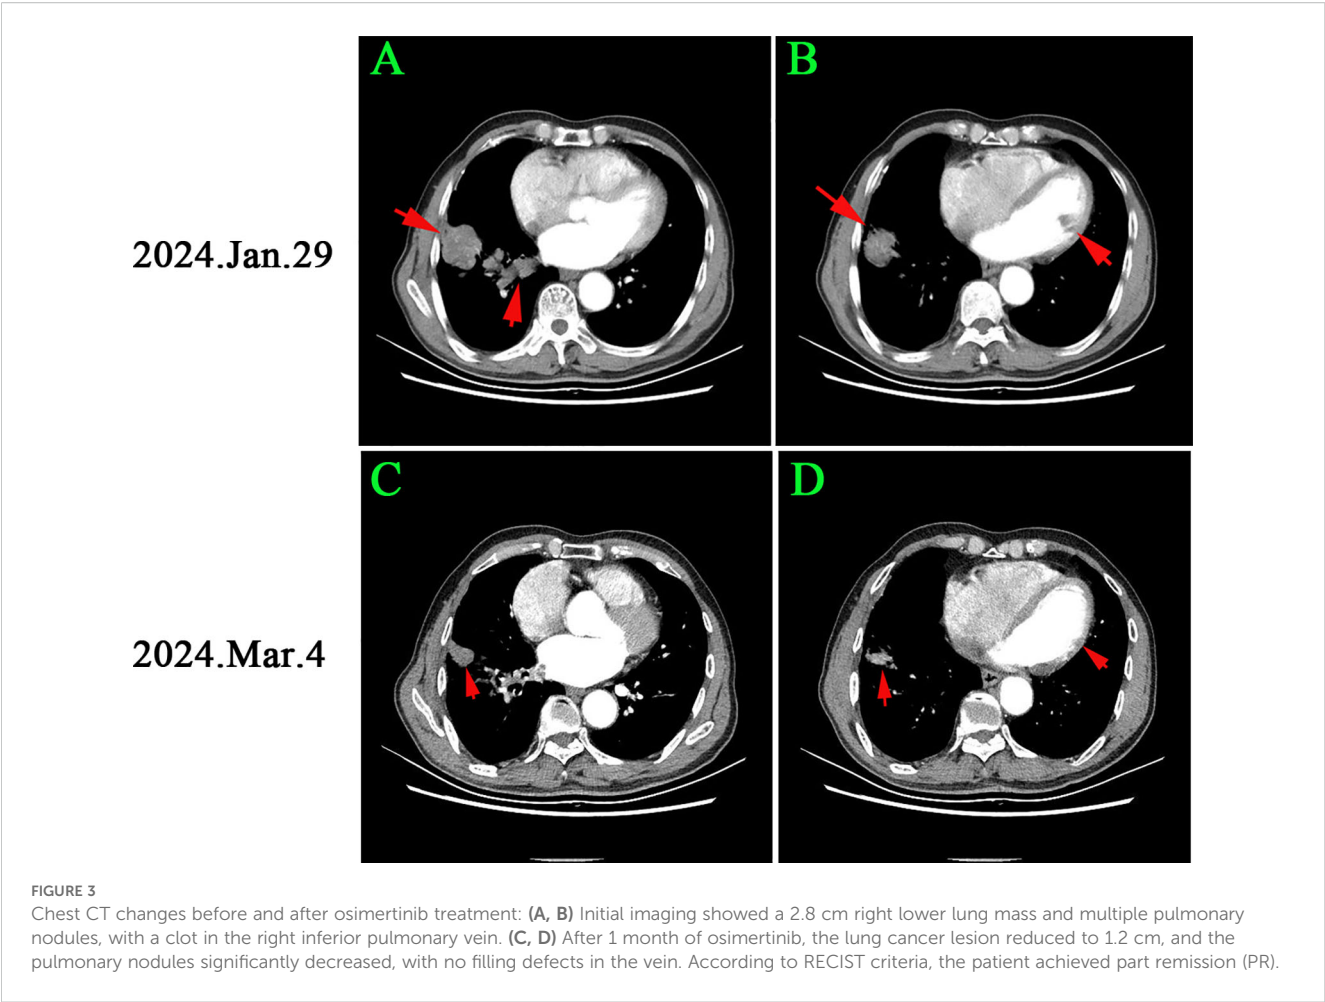 A
B
2024.Jan.29
C
D
2024.Mar.4
FIGURE 3
Chest CT changes before and after osimertinib treatment: (A, B) Initial imaging showed a 2.8 cm right lower lung mass and multiple pulmonary
nodules, with a clot in the right inferior pulmonary vein. (C, D) After 1 month of osimertinib, the lung cancer lesion reduced to 1.2 cm, and the
pulmonary nodules significantly decreased, with no filling defects in the vein. According to RECIST criteria, the patient achieved part remission (PR).